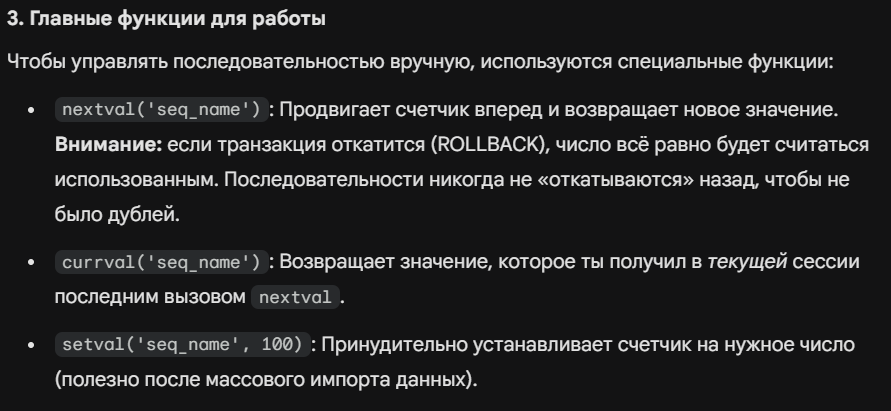 3. Главные функции для работы
Чтобы управлять последовательностью вручную, используются специальные функции:
• nextval('seq_name'): Продвигает счетчик вперед и возвращает новое значение.
Внимание: если транзакция откатится (ROLLBACK), число всё равно будет считаться
использованным. Последовательности никогда не «откатываются» назад, чтобы не
было дублей.
• currval('seq_name'): Возвращает значение, которое ты получил в текущей сессии
последним вызовом nextval.
• setval('seq_name', 100): Принудительно устанавливает счетчик на нужное число
(полезно после массового импорта данных).